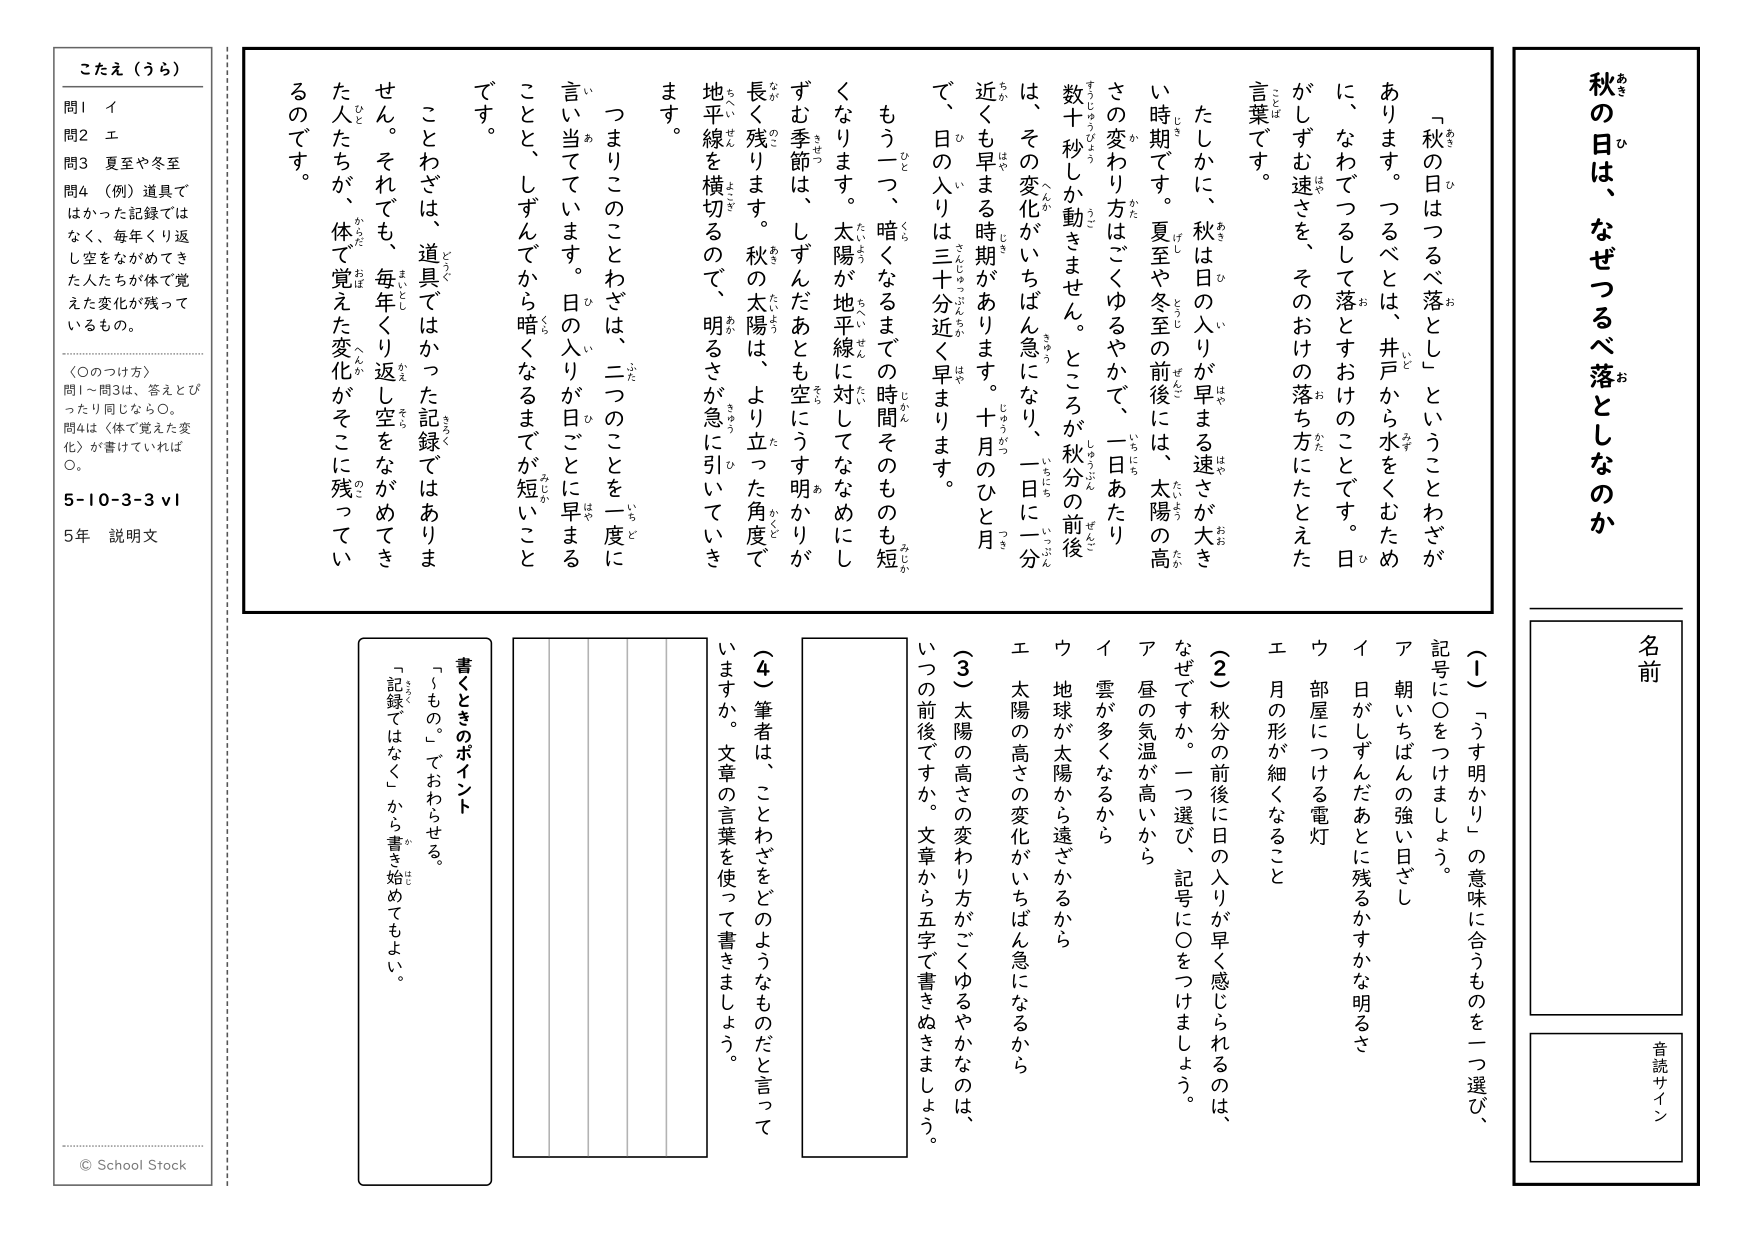 秋の日は、なぜつるべ落としなのか
名前
音読サイン
「秋の日はつるべ落とし」ということわざが
あります。つるべとは、井戸から水をくむため
に、なわでつるして落とすおけのことです。日
がしずむ速さを、そのおけの落ち方にたとえた
言葉です。
たしかに、秋は日の入りが早まる速さが大き
い時期です。夏至や冬至の前後には、太陽の高
さの変わり方はごくゆるやかで、一日あたり
数十秒しか動きません。ところが秋分の前後
は、その変化がいちばん急になり、一日に一分
近くも早まる時期があります。十月のひと月
で、日の入りは三十分近く早まります。
もう一つ、暗くなるまでの時間そのものも短
くなります。太陽が地平線に対してななめにし
ずむ季節は、しずんだあとも空にうす明かりが
長く残ります。秋の太陽は、より立った角度で
地平線を横切るので、明るさが急に引いていき
ます。
つまりこのことわざは、二つのことを一度に
言い当てています。日の入りが日ごとに早まる
ことと、しずんでから暗くなるまでが短いこと
です。
ことわざは、道具ではかった記録ではありま
せん。それでも、毎年くり返し空をながめてき
た人たちが、体で覚えた変化がそこに残ってい
るのです。
(1)「うす明かり」の意味に合うものを一つ選び、
記号に○をつけましょう。
ア 朝いちばんの強い日ざし
イ 日がしずんだあとに残るかすかな明るさ
ウ 部屋につける電灯
エ 月の形が細くなること
(2) 秋分の前後に日の入りが早く感じられるのは、
なぜですか。一つ選び、記号に○をつけましょう。
ア 昼の気温が高いから
イ 雲が多くなるから
ウ 地球が太陽から遠ざかるから
エ 太陽の高さの変化がいちばん急になるから
(3) 太陽の高さの変わり方がごくゆるやかなのは、
いつの前後ですか。文章から五字で書きぬきましょう。
(4) 筆者は、ことわざをどのようなものだと言って
いますか。文章の言葉を使って書きましょう。
書くときのポイント
「〜もの。」でおわらせる。
「記録ではなく」から書き始めてもよい。
こたえ（うら）
問1 イ
問2 エ
問3 夏至や冬至
問4 （例）道具で
はかった記録では
なく、毎年くり返
し空をながめてき
た人たちが体で覚
えた変化が残って
いるもの。
〈○のつけ方〉
問1〜問3は、答えとぴ
ったり同じなら○。
問4は〈体で覚えた変
化〉が書けていれば
○。
5-10-3-3 v1
5年 説明文
© School Stock